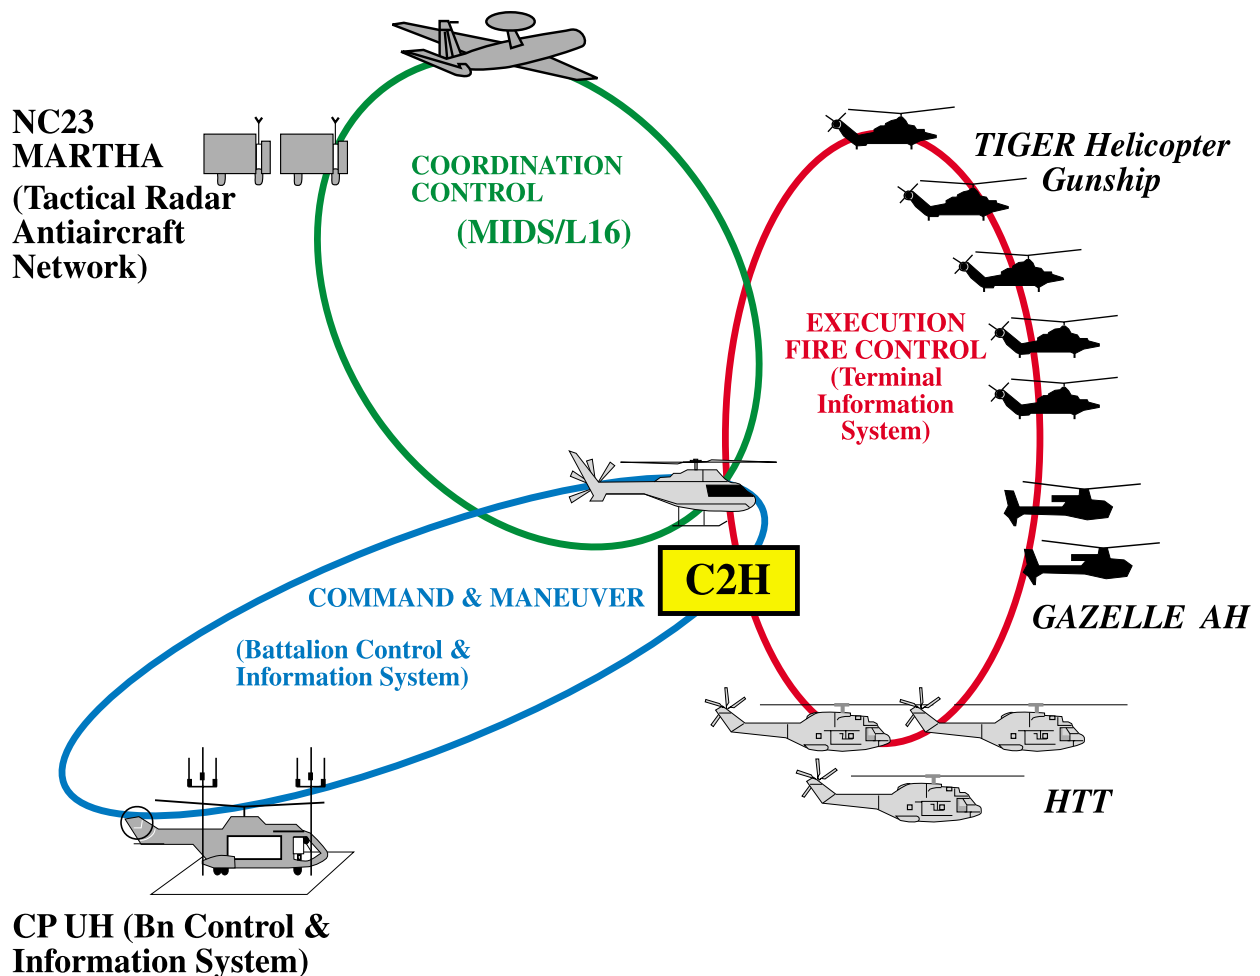 NC23
MARTHA
(Tactical Radar
Antiaircraft
Network)
COORDINATION
CONTROL
(MIDS/L16)
TIGER Helicopter
Gunship
EXECUTION
FIRE CONTROL
(Terminal
Information
System)
C2H
COMMAND & MANEUVER
(Battalion Control &
Information System)
GAZELLE AH
HTT
CP UH (Bn Control &
Information System)